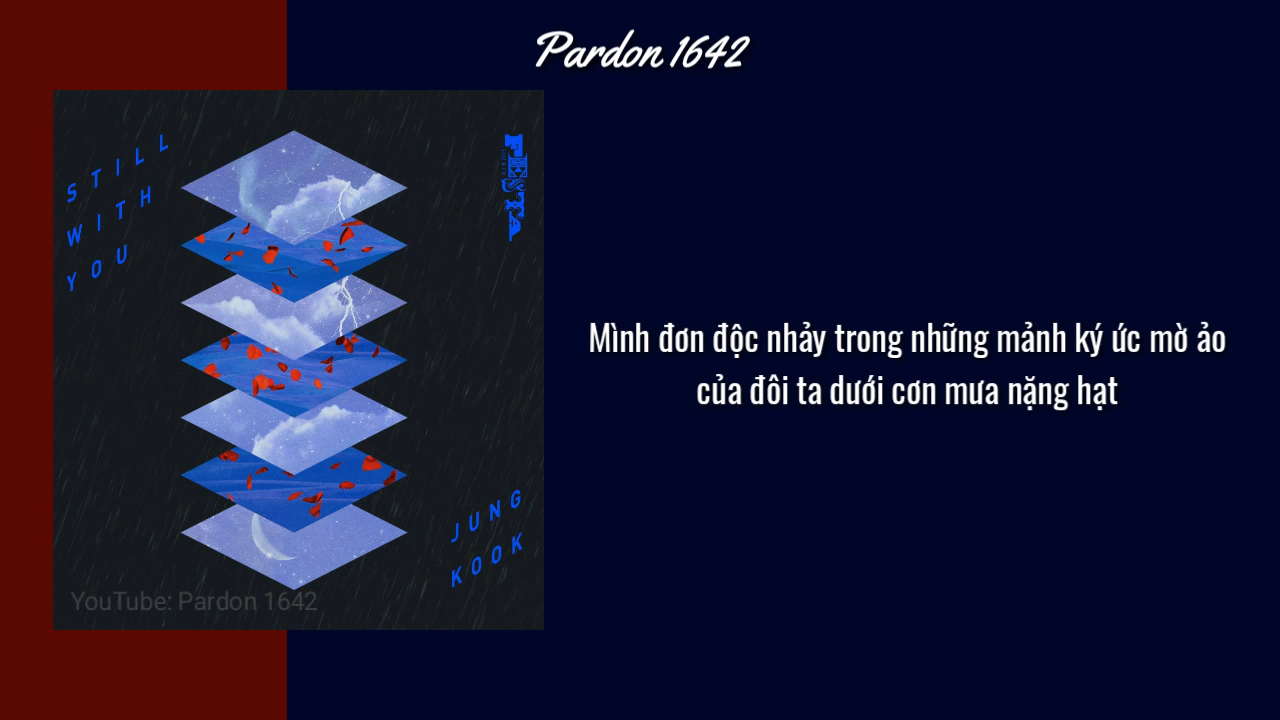 Pardon 1642
STILL
WITH
YOU
FESTA
Mình đơn độc nhảy trong những mảnh ký ức mờ ảo
của đôi ta dưới cơn mưa nặng hạt
JUNG
KOOK
YouTube: Pardon 1642